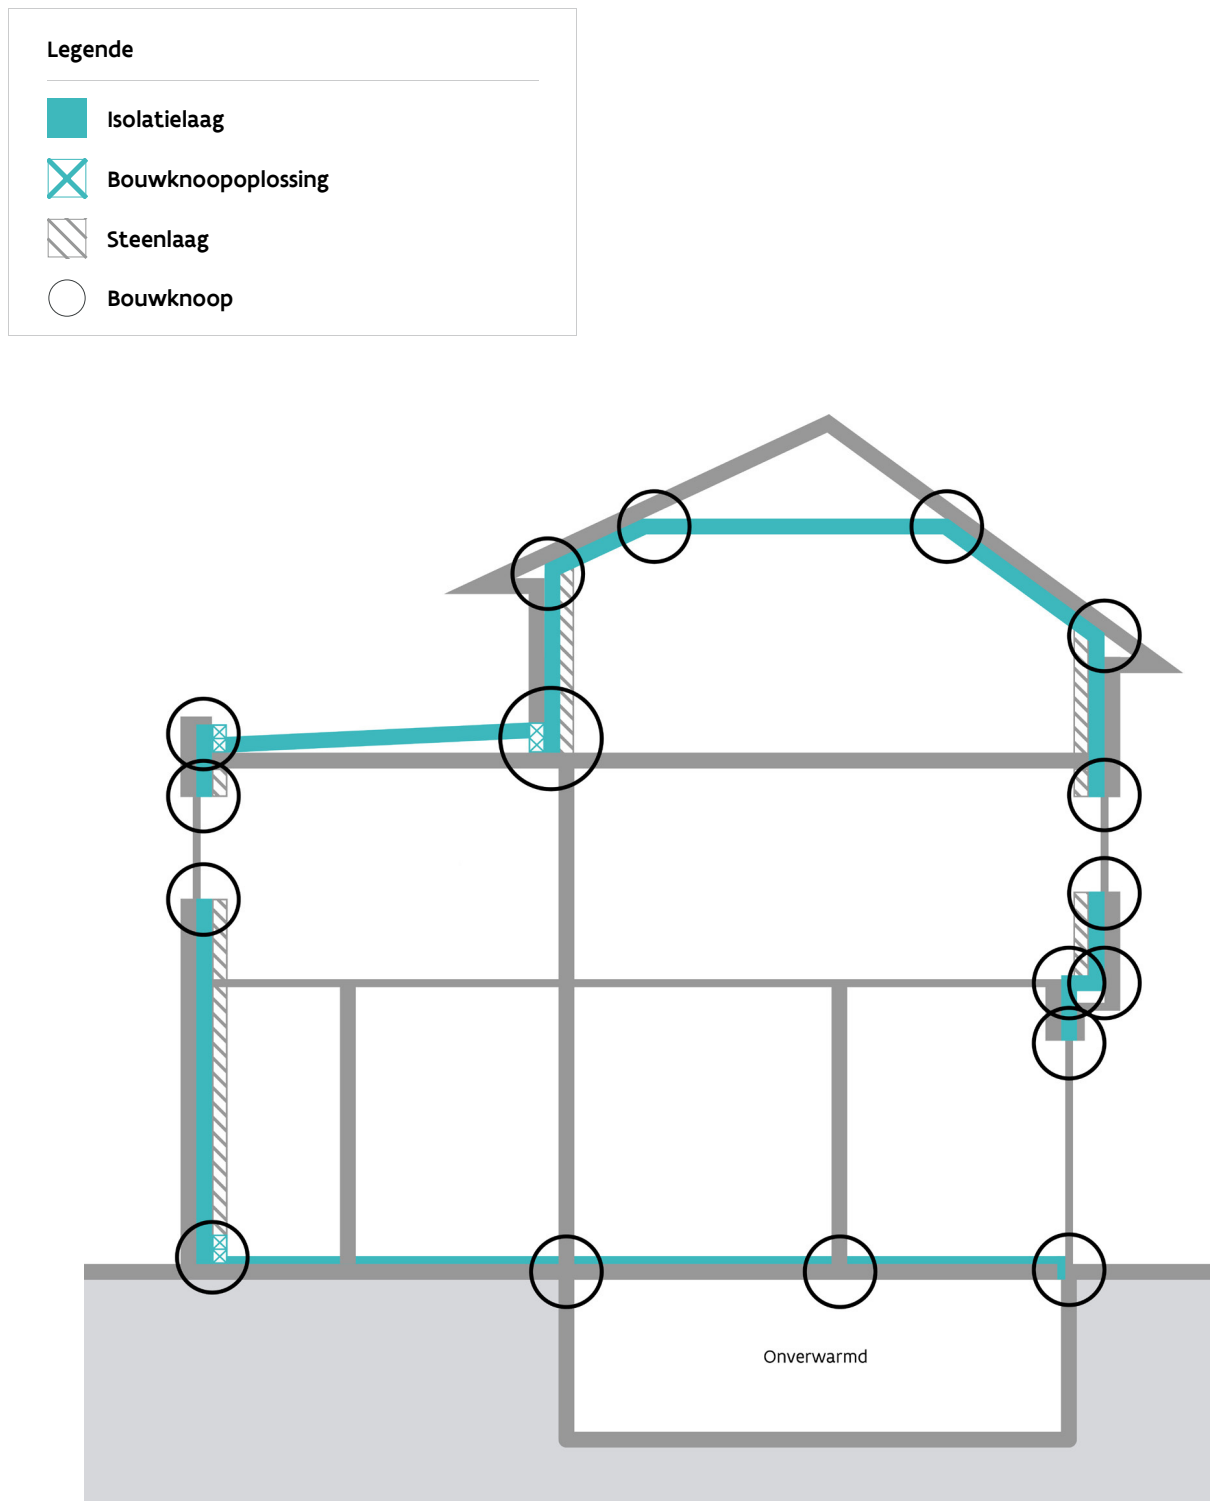 Legende
Isolatielaag
Bouwknoopoplossing
Steenlaag
Bouwknoop
Onverwarmd